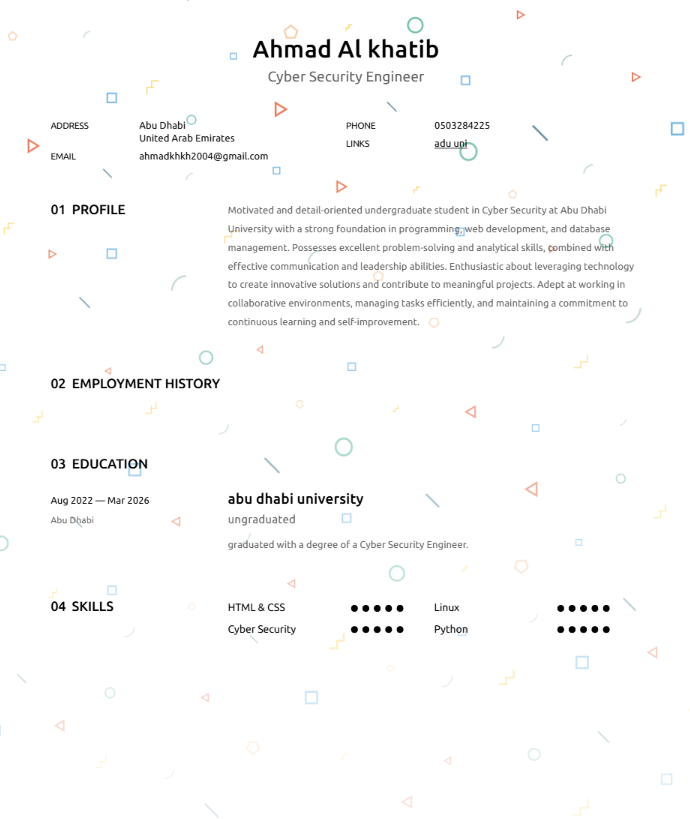 Ahmad Al khatib
Cyber Security Engineer
ADDRESS Abu Dhabi
United Arab Emirates
PHONE 0503284225
LINKS adu uni
EMAIL ahmadkhkh2004@gmail.com
01 PROFILE
Motivated and detail-oriented undergraduate student in Cyber Security at Abu Dhabi
University with a strong foundation in programming, web development, and database
management. Possesses excellent problem-solving and analytical skills, combined with
effective communication and leadership abilities. Enthusiastic about leveraging technology
to create innovative solutions and contribute to meaningful projects. Adept at working in
collaborative environments, managing tasks efficiently, and maintaining a commitment to
continuous learning and self-improvement.
02 EMPLOYMENT HISTORY
03 EDUCATION
Aug 2022 — Mar 2026
Abu Dhabi
abu dhabi university
ungraduated
graduated with a degree of a Cyber Security Engineer.
04 SKILLS
HTML & CSS
Linux
Cyber Security
Python